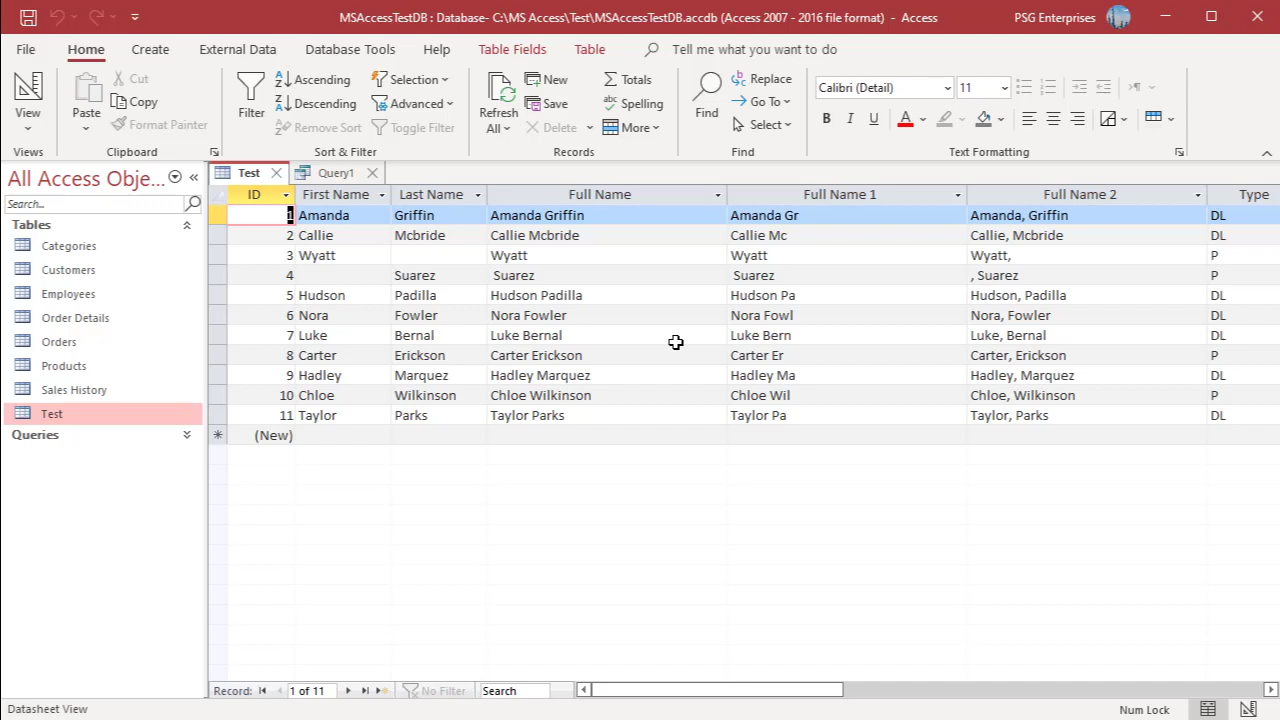 MSAccessTestDB : Database- C:\MS Access\Test\MSAccessTestDB.accdb (Access 2007 - 2016 file format) - Access PSG Enterprises
File Home Create External Data Database Tools Help Table Fields Table Tell me what you want to do
View
Views
Paste
Cut
Copy
Format Painter
Clipboard
Filter
Ascending
Descending
Remove Sort
Selection
Advanced
Toggle Filter
Sort & Filter
Refresh
All
New
Save
Delete
Totals
Spelling
More
Records
Find
Replace
Go To
Select
Find
Calibri (Detail) 11
B I U A
Text Formatting
All Access Obje...
Search...
Tables
Categories
Customers
Employees
Order Details
Orders
Products
Sales History
Test
Queries
Test Query1
ID First Name Last Name Full Name Full Name 1 Full Name 2 Type
1 Amanda Griffin Amanda Griffin Amanda Gr Amanda, Griffin DL
2 Callie Mcbride Callie Mcbride Callie Mc Callie, Mcbride DL
3 Wyatt Wyatt Wyatt Wyatt, P
4 Suarez Suarez Suarez , Suarez P
5 Hudson Padilla Hudson Padilla Hudson Pa Hudson, Padilla DL
6 Nora Fowler Nora Fowler Nora Fowl Nora, Fowler DL
7 Luke Bernal Luke Bernal Luke Bern Luke, Bernal DL
8 Carter Erickson Carter Erickson Carter Er Carter, Erickson P
9 Hadley Marquez Hadley Marquez Hadley Ma Hadley, Marquez DL
10 Chloe Wilkinson Chloe Wilkinson Chloe Wil Chloe, Wilkinson P
11 Taylor Parks Taylor Parks Taylor Pa Taylor, Parks DL
(New)
Record: 1 of 11 No Filter Search
Datasheet View Num Lock